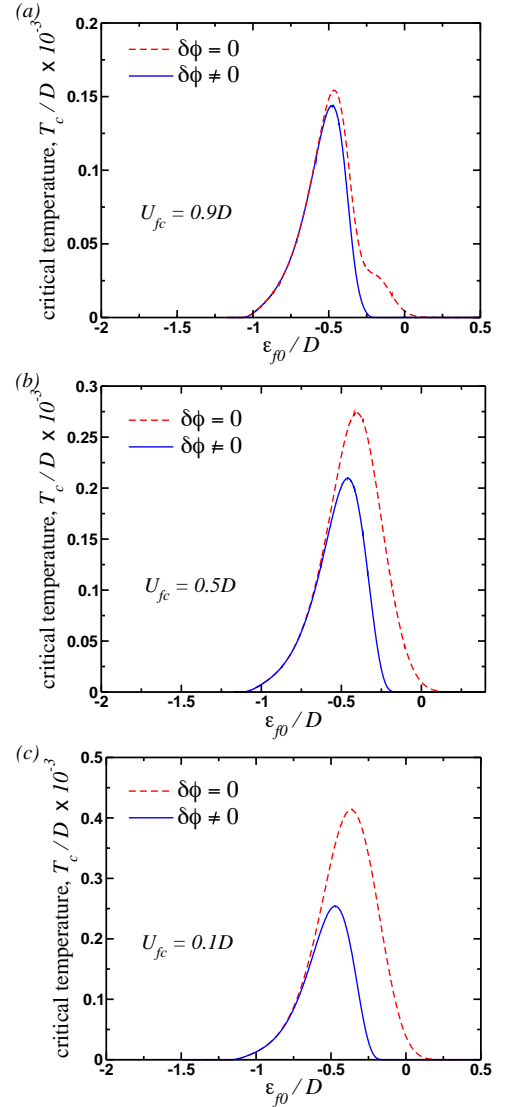 (a)
critical temperature, T_c / D x 10^-3
0.2
0.15
0.1
0.05
0
δϕ = 0
δϕ ≠ 0
U_fc = 0.9D
-2 -1.5 -1 -0.5 0 0.5
ε_f0 / D
(b)
critical temperature, T_c / D x 10^-3
0.3
0.25
0.2
0.15
0.1
0.05
0
δϕ = 0
δϕ ≠ 0
U_fc = 0.5D
-2 -1.5 -1 -0.5 0
ε_f0 / D
(c)
critical temperature, T_c / D x 10^-3
0.5
0.4
0.3
0.2
0.1
0
δϕ = 0
δϕ ≠ 0
U_fc = 0.1D
-2 -1.5 -1 -0.5 0 0.5
ε_f0 / D